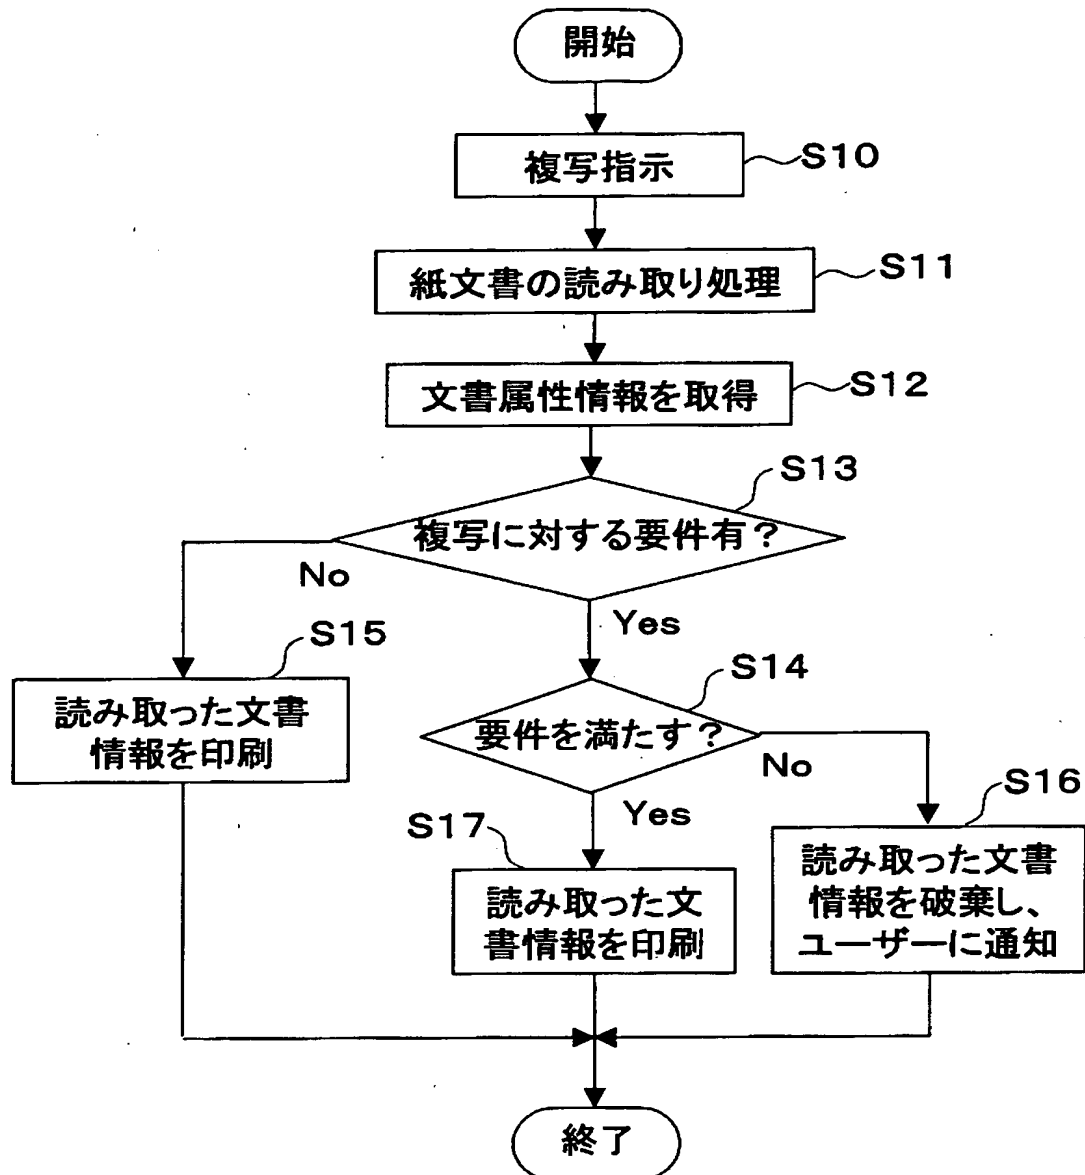 開始
複写指示
S10
紙文書の読み取り処理
S11
文書属性情報を取得
S12
S13
複写に対する要件有?
No
Yes
S15
読み取った文書
情報を印刷
S14
要件を満たす?
No
Yes
S17
読み取った文
書情報を印刷
S16
読み取った文書
情報を破棄し、
ユーザーに通知
終了